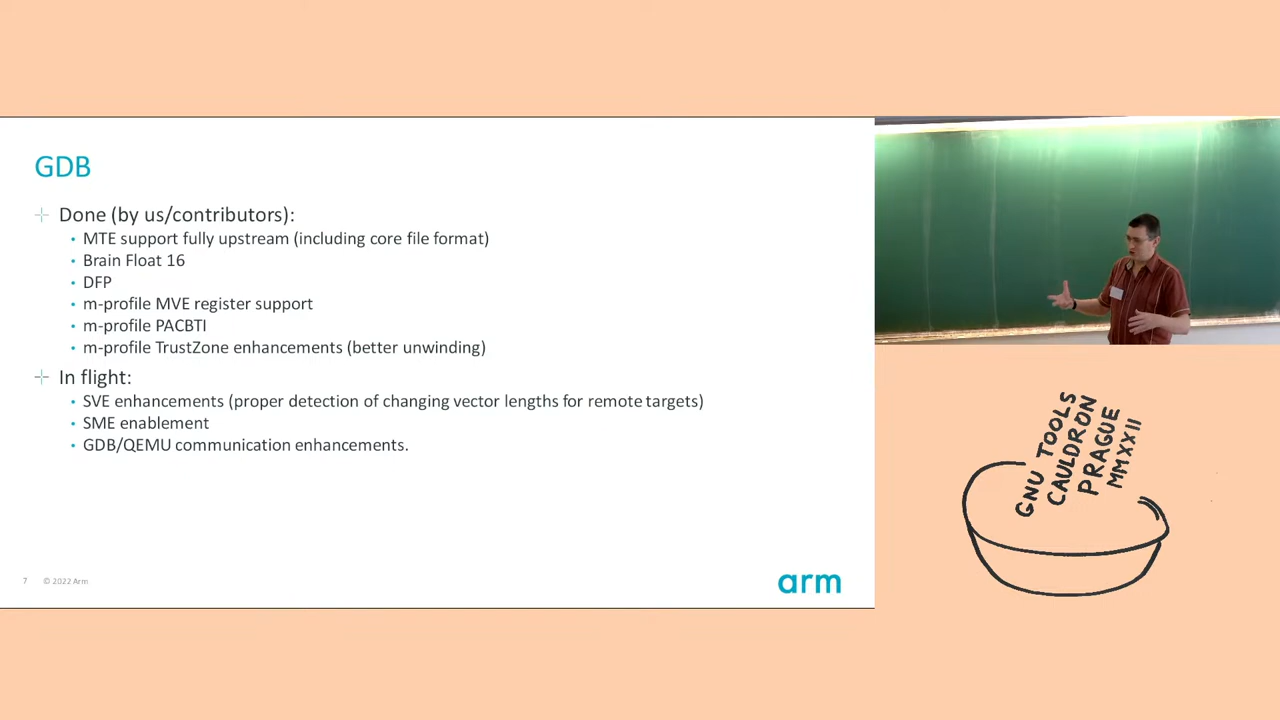 GDB
Done (by us/contributors):
MTE support fully upstream (including core file format)
Brain Float 16
DFP
m-profile MVE register support
m-profile PACBTI
m-profile TrustZone enhancements (better unwinding)
In flight:
SVE enhancements (proper detection of changing vector lengths for remote targets)
SME enablement
GDB/QEMU communication enhancements.
7 © 2022 Arm
arm
GNU TOOLS
CAULDRON
PRAGUE
MMXXII